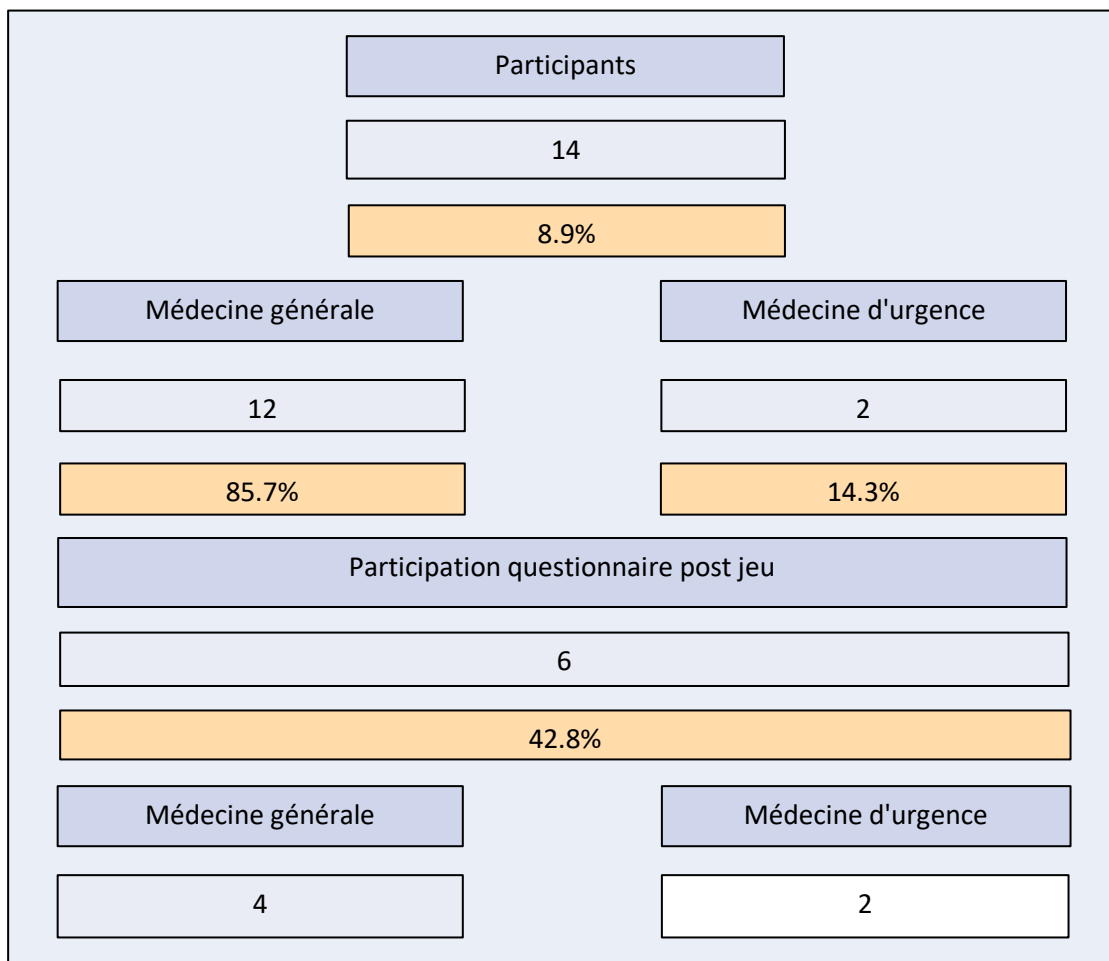 Participants
14
8.9%
Médecine générale
Médecine d'urgence
12
2
85.7%
14.3%
Participation questionnaire post jeu
6
42.8%
Médecine générale
Médecine d'urgence
4
2